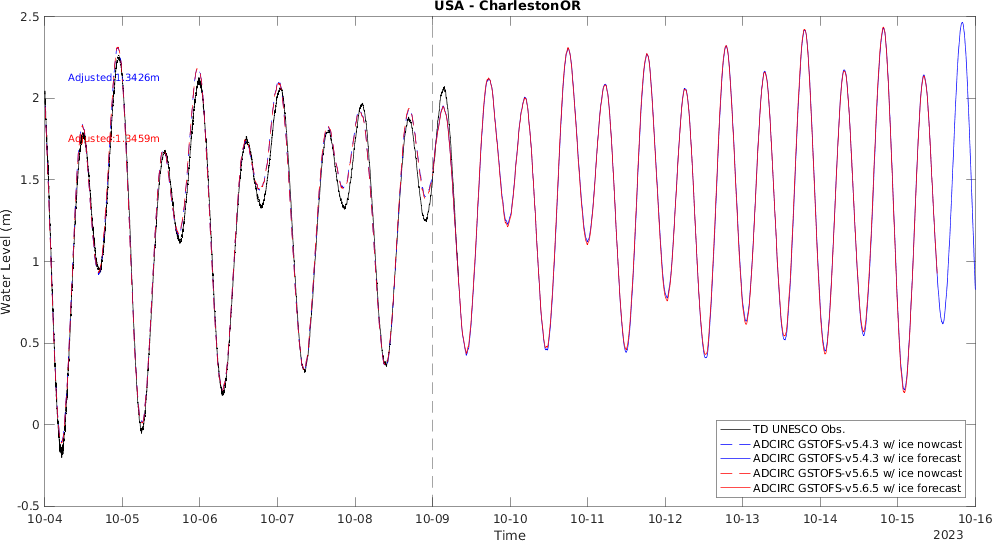 USA - CharlestonOR
Water Level (m)
2.5
2
1.5
1
0.5
0
-0.5
Adjusted:1.3426m
Adjusted:1.3459m
TD UNESCO Obs.
ADCIRC GSTOFS-v5.4.3 w/ ice nowcast
ADCIRC GSTOFS-v5.4.3 w/ ice forecast
ADCIRC GSTOFS-v5.6.5 w/ ice nowcast
ADCIRC GSTOFS-v5.6.5 w/ ice forecast
10-04 10-05 10-06 10-07 10-08 10-09 10-10 10-11 10-12 10-13 10-14 10-15 10-16
Time
2023